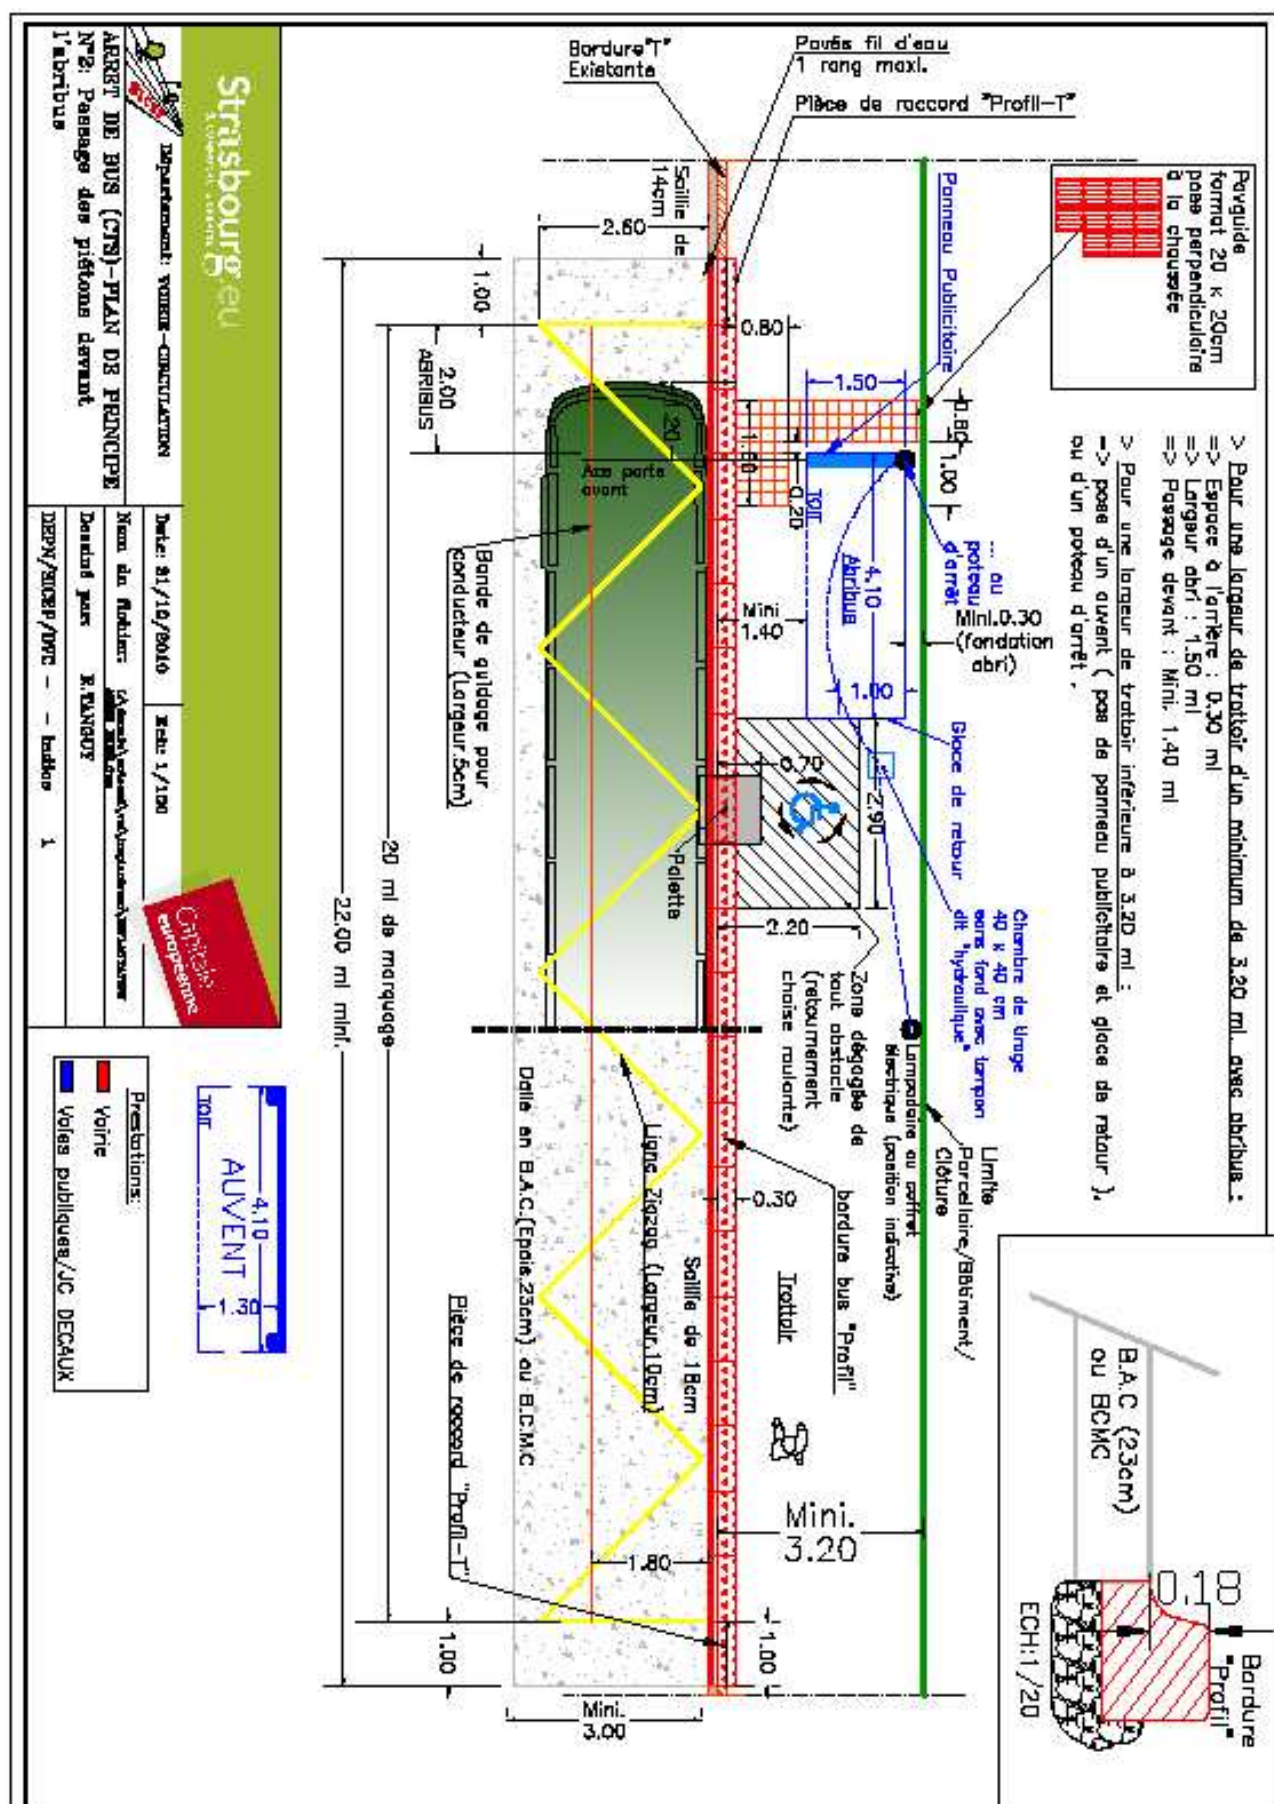 Pavguide
format 20 x 20cm
pose perpendiculaire
à la chaussée
> Pour une largeur de trottoir d'un minimum de 3.20 ml. avec abribus :
=> Espace à l'arrière : 0.30 ml
=> Largeur abri : 1.50 ml
=> Passage devant : Mini. 1.40 ml
> Pour une largeur de trottoir inférieure à 3.20 ml :
=> pose d'un auvent ( pas de panneau publicitaire et glace de retour ),
ou d'un poteau d'arrêt .
B.A.C (23cm)
ou BCMC
0.18
Bordure
"Profil"
ECH:1/20
Bordure"T"
Existante
Pavés fil d'eau
1 rang maxi.
Pièce de raccord "Profil-T"
Panneau Publicitaire
... ou
poteau
d'arrêt
Mini.0.30
(fondation
abri)
Glace de retour
Chambre de tirage
40 x 40 cm
sans fond avec tampon
dit "hydraulique"
Lampadaire ou coffret
électrique (position indicative)
Limite
Parcellaire/Bâtiment/
Clôture
0.80
1.00
1.50
0.80
1.60
0.20
1.20
TOIT
Abribus
4.10
1.00
Mini
1.40
2.90
0.70
2.20
Palette
Zone dégagée de
tout obstacle
(retournement
chaise roulante)
bordure bus "Profil"
0.30
Trottoir
Mini.
3.20
Saillie de
14cm
2.60
1.00
2.00
ABRIBUS
Axe porte
avant
Bande de guidage pour
conducteur (Largeur.5cm)
Ligne Zigzag (Largeur.10cm)
Saillie de 18cm
Dalle en B.A.C.(Epais.23cm) ou B.C.M.C
Pièce de raccord "Profil-T"
1.80
1.00
1.00
Mini.
3.00
20 ml de marquage
22.00 ml mini.
Strasbourg.eu
Capitale
européenne
Département: VOIRIE-CIRCULATION
ARRET DE BUS (CTS)-PLAN DE PRINCIPE
N°2: Passage des piétons devant
l'abribus
Date: 21/10/2010
Ech: 1/100
Nom du fichier:
Dessiné par
R.TANGUY
1
TOIT
4.10
AUVENT
1.30
Prestations:
Voirie
Voies publiques/JC DECAUX